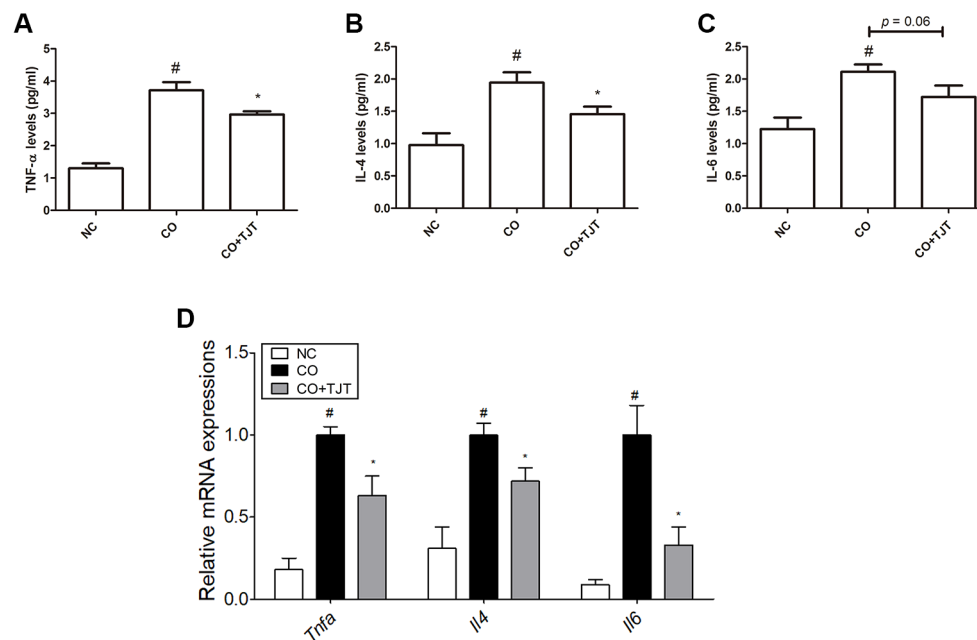 A
TNF-α levels (pg/ml)
5
4
3
2
1
0
#
*
NC
CO
CO+TJT
B
IL-4 levels (pg/ml)
2.5
2.0
1.5
1.0
0.5
0.0
#
*
NC
CO
CO+TJT
C
IL-6 levels (pg/ml)
2.5
2.0
1.5
1.0
0.5
0.0
p = 0.06
#
NC
CO
CO+TJT
D
Relative mRNA expressions
1.5
1.0
0.5
0.0
NC
CO
CO+TJT
#
*
#
*
#
*
Tnfa
Il4
Il6